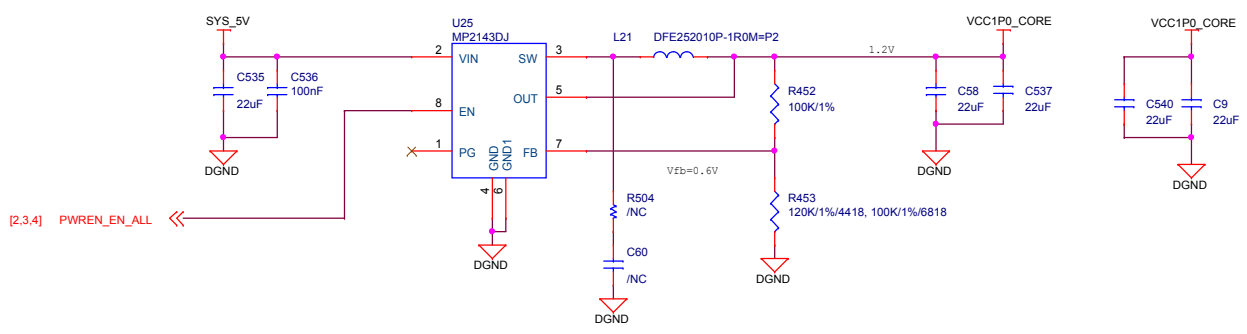 SYS_5V
U25
MP2143DJ
L21
DFE252010P-1R0M=P2
VCC1P0_CORE
VCC1P0_CORE
2
VIN
SW
3
1.2V
C535
22uF
C536
100nF
R452
100K/1%
C58
22uF
C537
22uF
C540
22uF
C9
22uF
8
EN
OUT
5
1
PG
GND
GND1
FB
7
Vfb=0.6V
4
6
DGND
DGND
DGND
R504
/NC
R453
120K/1%/4418, 100K/1%/6818
[2,3,4] PWREN_EN_ALL
C60
/NC
DGND
DGND
DGND